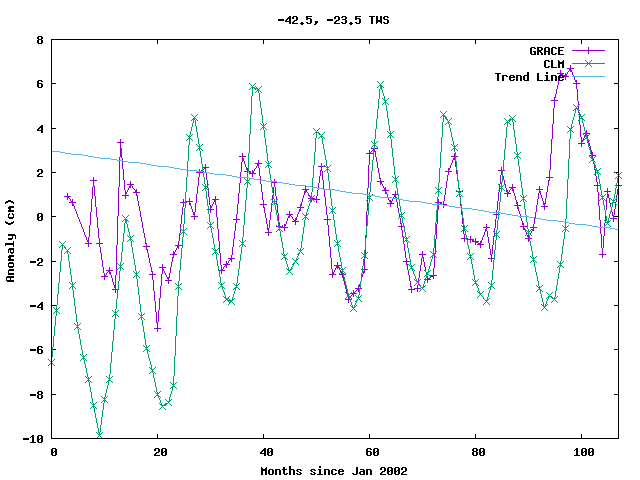 -42.5, -23.5 TWS
GRACE
CLM
Trend Line
8
6
4
2
0
-2
-4
-6
-8
-10
Anomaly (cm)
0 20 40 60 80 100
Months since Jan 2002